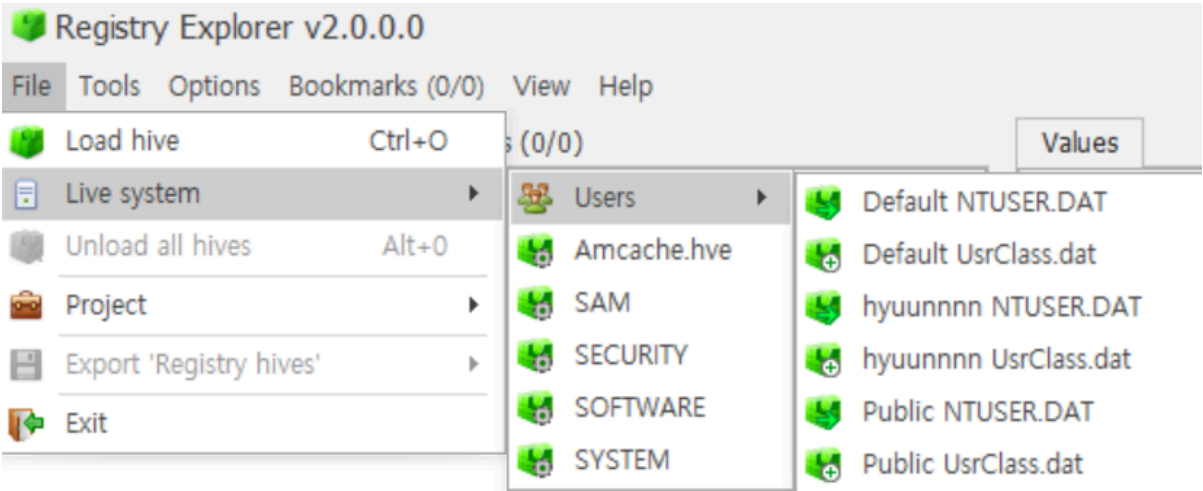 Registry Explorer v2.0.0.0
File Tools Options Bookmarks (0/0) View Help
Load hive Ctrl+O
Live system
Unload all hives Alt+0
Project
Export 'Registry hives'
Exit
(0/0)
Values
Users
Amcache.hve
SAM
SECURITY
SOFTWARE
SYSTEM
Default NTUSER.DAT
Default UsrClass.dat
hyuunnnn NTUSER.DAT
hyuunnnn UsrClass.dat
Public NTUSER.DAT
Public UsrClass.dat